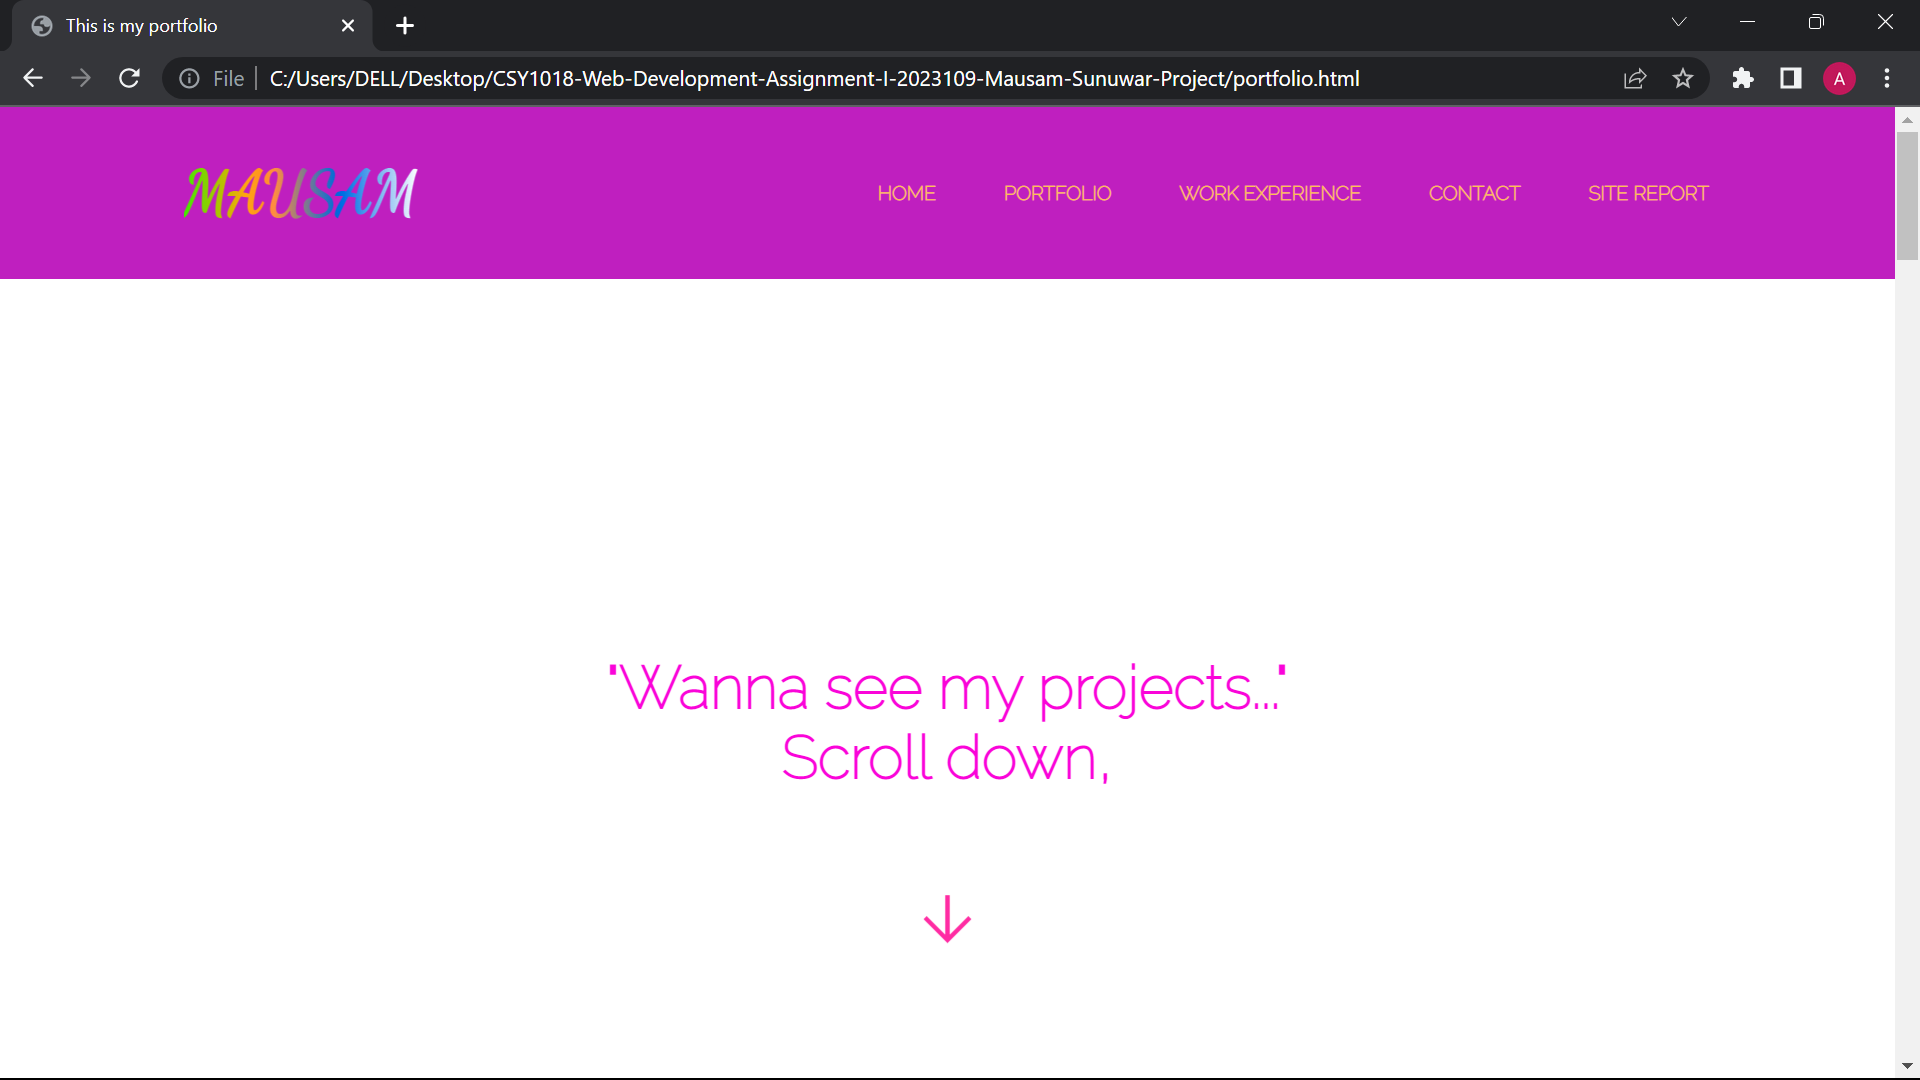 This is my portfolio
File
C:/Users/DELL/Desktop/CSY1018-Web-Development-Assignment-I-2023109-Mausam-Sunuwar-Project/portfolio.html
A
MAUSAM
HOME
PORTFOLIO
WORK EXPERIENCE
CONTACT
SITE REPORT
"Wanna see my projects..."
Scroll down,